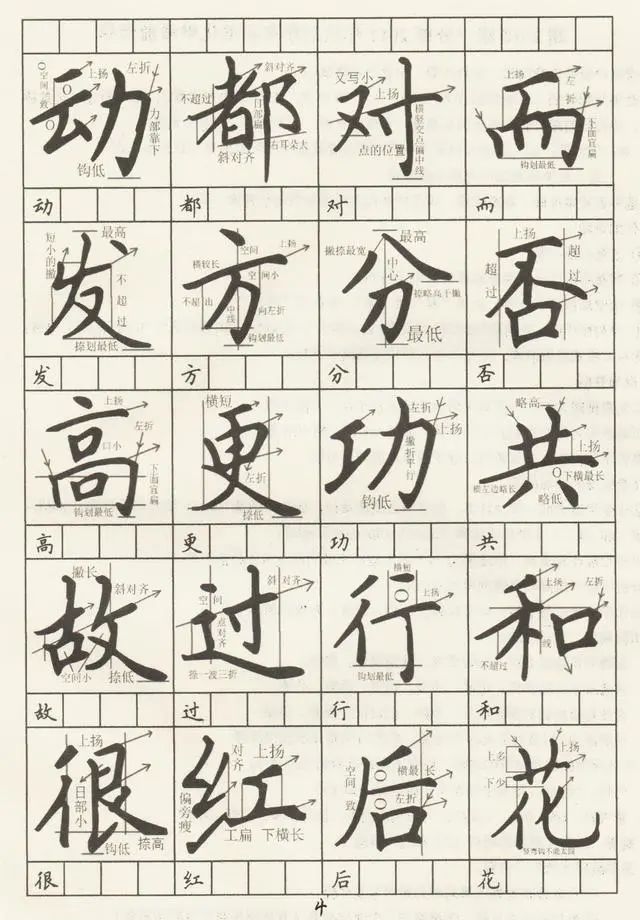 动 都 对 而
空间一致 上扬 左折 力部靠下 钩低
不超过 斜对齐 日部扁 右耳朵大 斜对齐
又写小 上扬 横竖交点偏中线 点的位置
上扬 左折 下面宜扁 钩划最低
动 都 对 而
发 方 分 否
短小的撇 最高 不超过 捺划最低
横较长 空间 上扬 空间小 不超出 中线 向左折 钩划最低
撇捺最宽 最高 中心 捺略高于撇 最低
上扬 超过 超过
发 方 分 否
高 更 功 共
上扬 口小 左折 下面宜扁 钩划最低
横短 左折 捺低
左折 上扬 撇折平行 钩低
略高 上扬 下横最长 横左边略长 略低
高 更 功 共
故 过 行 和
撇长 斜对齐 空间小 捺低
空间 斜对齐 点对齐 捺一波三折
横短 上扬 钩划最低
上扬 左折 线 不超过
故 过 行 和
很 红 后 花
上扬 日部小 钩低 捺高
对齐 上扬 偏旁瘦 工扁 下横长
空间一致 横最长 左折
上多 下少 上扬 竖弯钩不能太圆
很 红 后 花
4